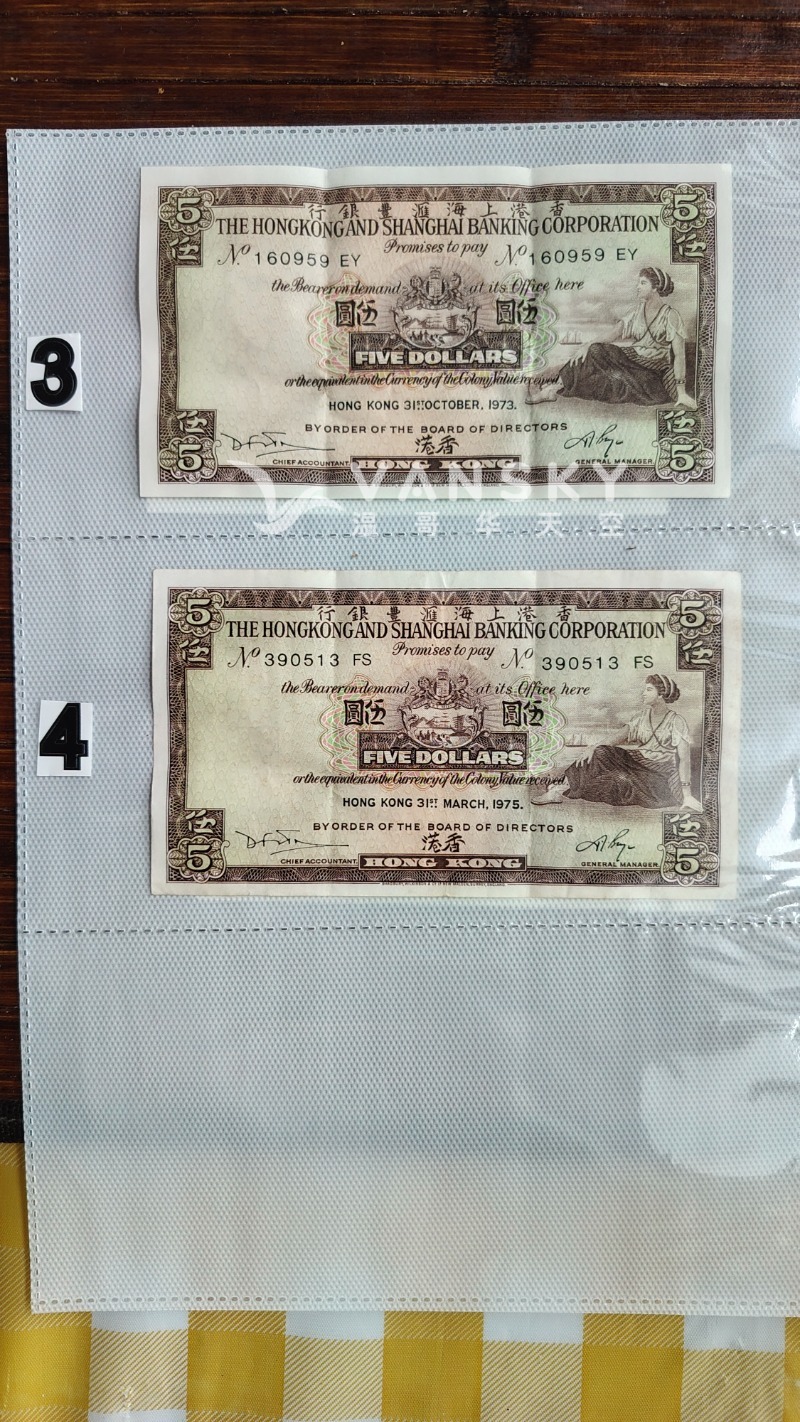 3
5 行銀豐滙海上港香 5
伍 THE HONGKONG AND SHANGHAI BANKING CORPORATION 伍
Promises to pay
Nº 160959 EY Nº 160959 EY
the Bearer on demand at its Office here
圓伍 圓伍
FIVE DOLLARS
or the equivalent in the Currency of the Colony Value received
HONG KONG 31ST OCTOBER, 1973.
BY ORDER OF THE BOARD OF DIRECTORS
伍 港香 伍
5 CHIEF ACCOUNTANT. HONG KONG GENERAL MANAGER 5
VANSKY
温哥华天空
4
5 行銀豐滙海上港香 5
THE HONGKONG AND SHANGHAI BANKING CORPORATION
伍 Promises to pay 伍
Nº 390513 FS Nº 390513 FS
the Bearer on demand at its Office here
圓伍 圓伍
FIVE DOLLARS
or the equivalent in the Currency of the Colony Value received
HONG KONG 31ST MARCH, 1975.
BY ORDER OF THE BOARD OF DIRECTORS
伍 港香 伍
5 CHIEF ACCOUNTANT. HONG KONG GENERAL MANAGER 5